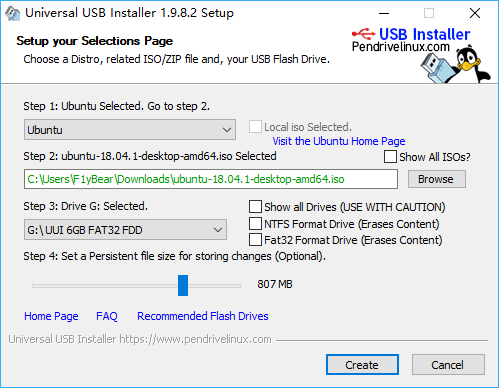 Universal USB Installer 1.9.8.2 Setup
Setup your Selections Page
Choose a Distro, related ISO/ZIP file and, your USB Flash Drive.
USB Installer
Pendrivelinux.com
Step 1: Ubuntu Selected. Go to step 2.
Ubuntu
Local iso Selected.
Visit the Ubuntu Home Page
Step 2: ubuntu-18.04.1-desktop-amd64.iso Selected
Show All ISOs?
C:\Users\F1yBear\Downloads\ubuntu-18.04.1-desktop-amd64.iso
Browse
Step 3: Drive G: Selected.
Show all Drives (USE WITH CAUTION)
G:\ UUI 6GB FAT32 FDD
NTFS Format Drive (Erases Content)
Fat32 Format Drive (Erases Content)
Step 4: Set a Persistent file size for storing changes (Optional).
807 MB
Home Page FAQ Recommended Flash Drives
Universal USB Installer https://www.pendrivelinux.com
Create Cancel